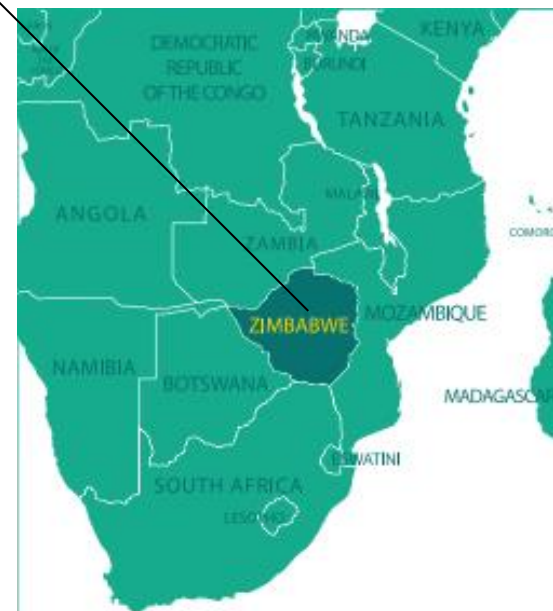 KENYA
RWANDA
BURUNDI
DEMOCRATIC
REPUBLIC
OF THE CONGO
TANZANIA
MALAWI
ANGOLA
ZAMBIA
COMORO
ZIMBABWE
MOZAMBIQUE
NAMIBIA
BOTSWANA
MADAGASCAR
ESWATINI
SOUTH AFRICA
LESOTHO